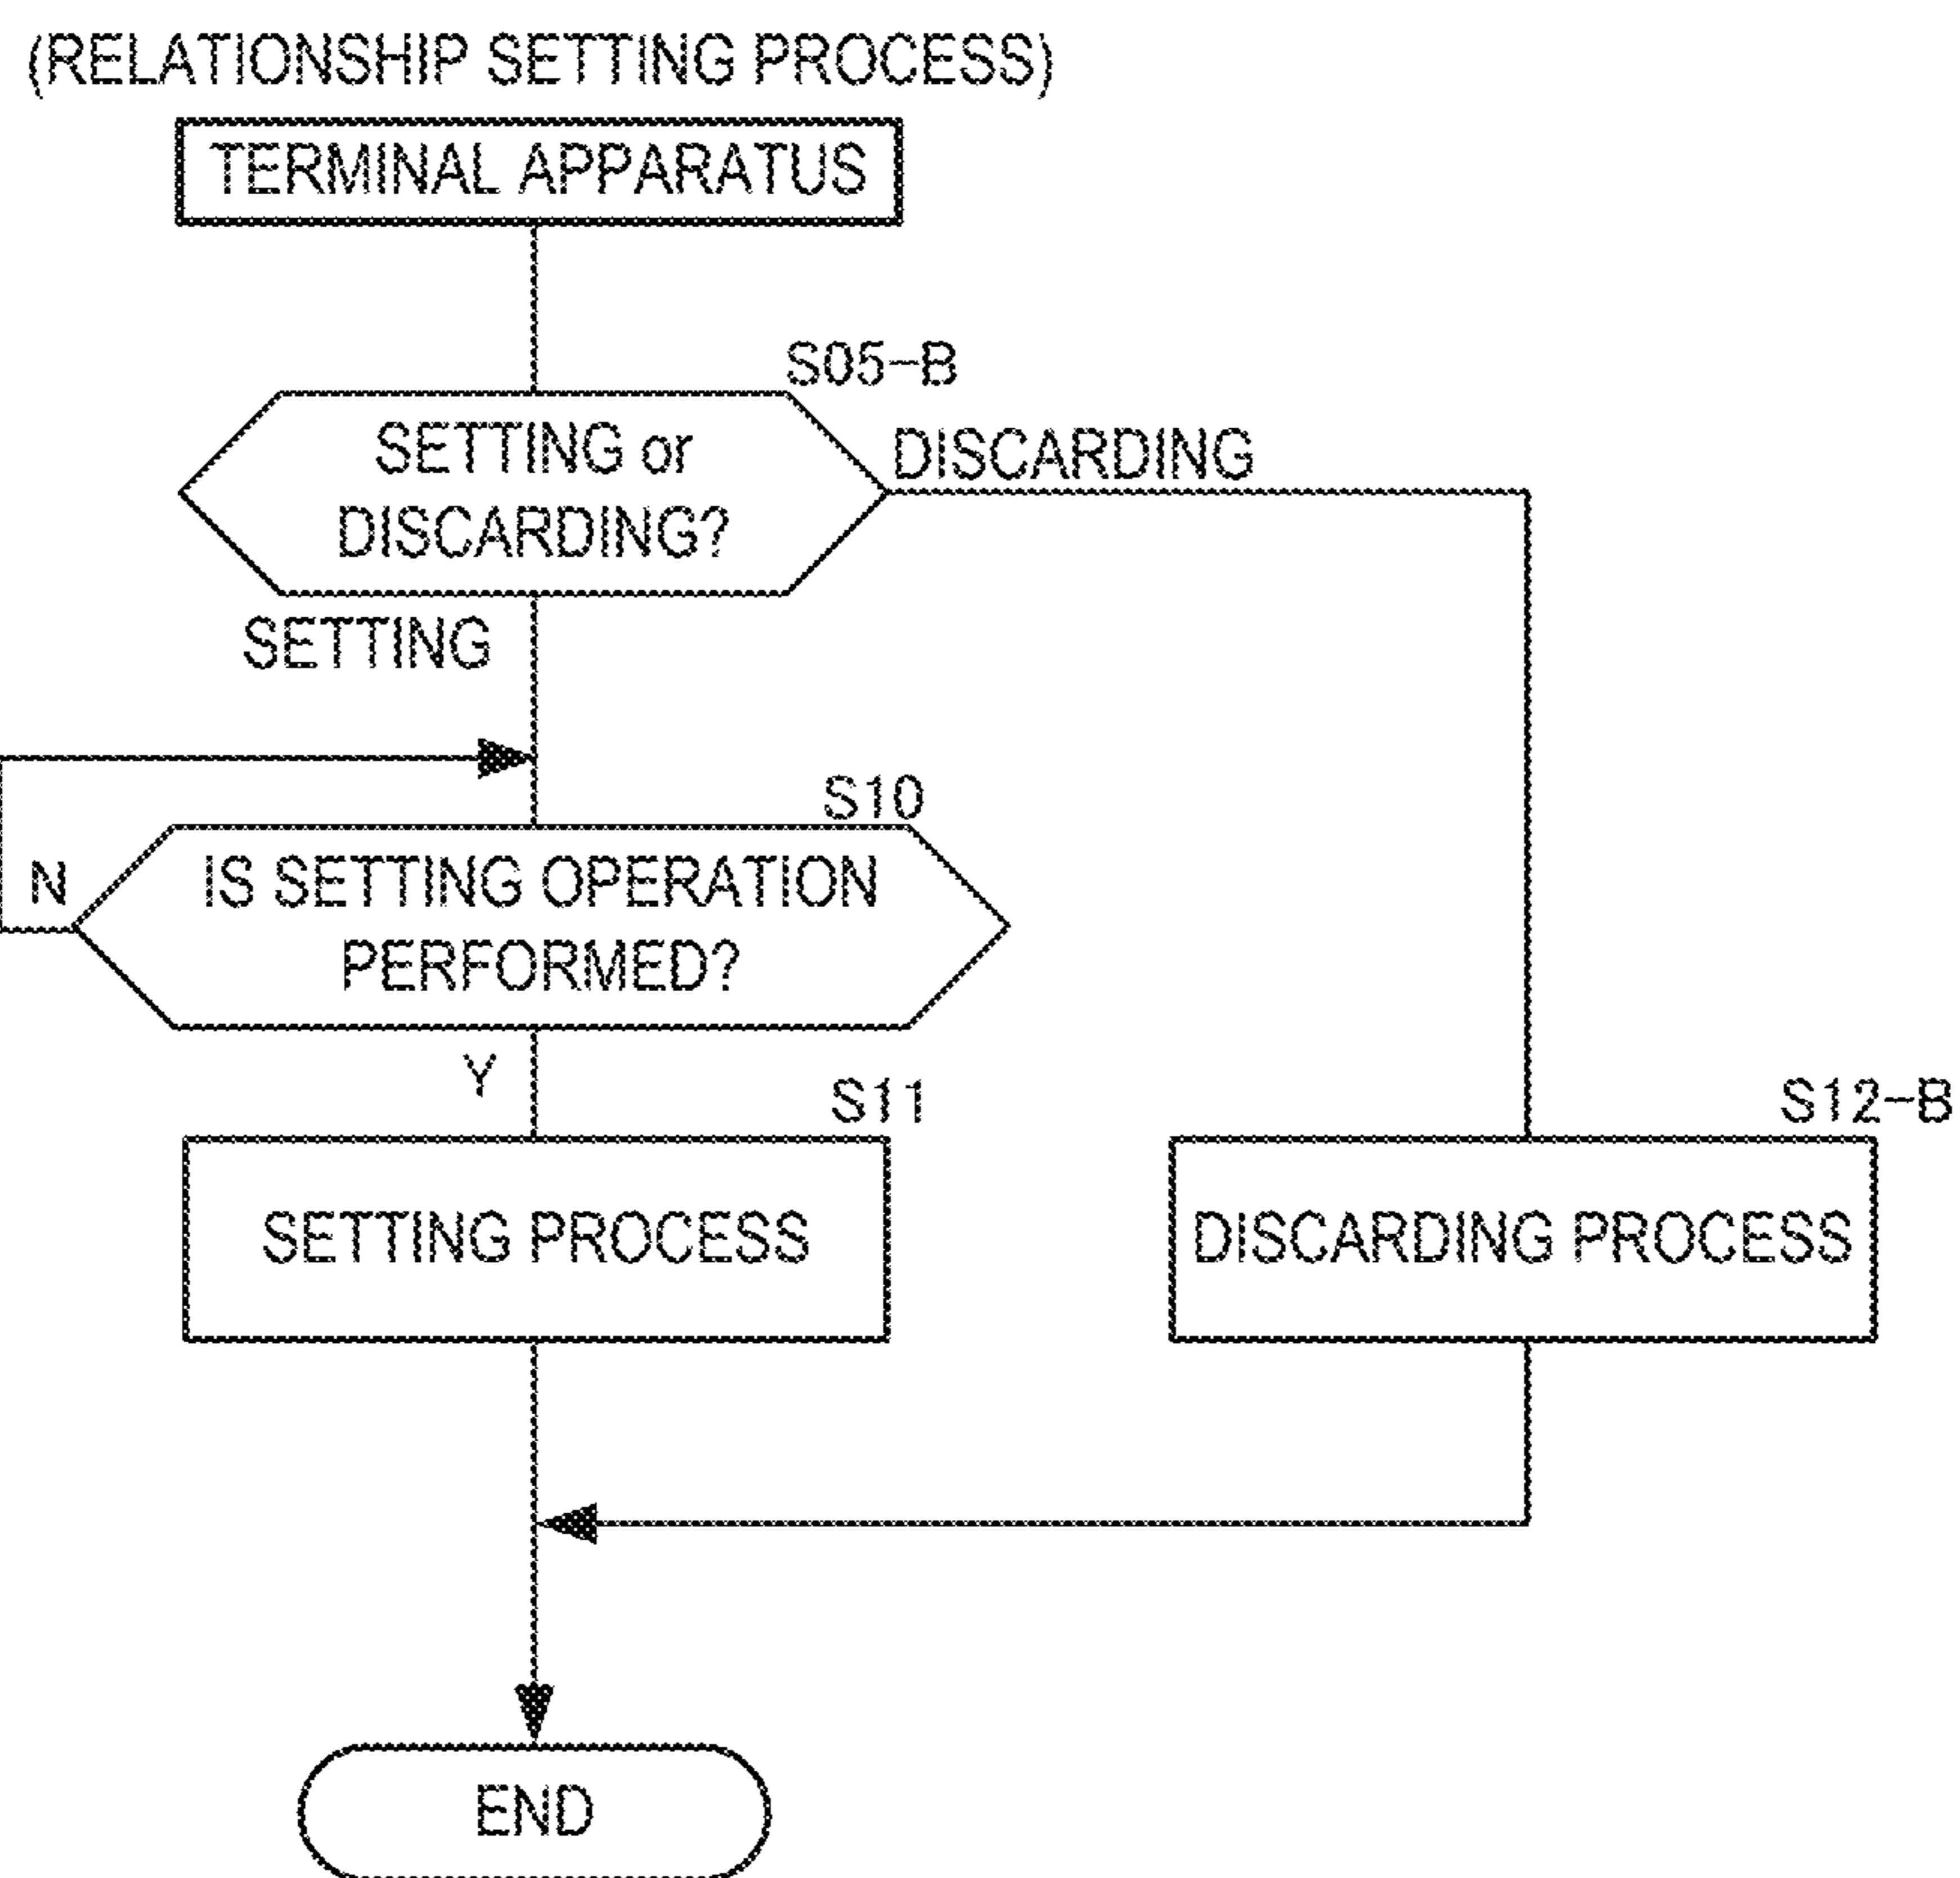 (RELATIONSHIP SETTING PROCESS)
TERMINAL APPARATUS
S05-B
SETTING or
DISCARDING?
DISCARDING
SETTING
S10
N
IS SETTING OPERATION
PERFORMED?
Y
S11
S12-B
SETTING PROCESS
DISCARDING PROCESS
END